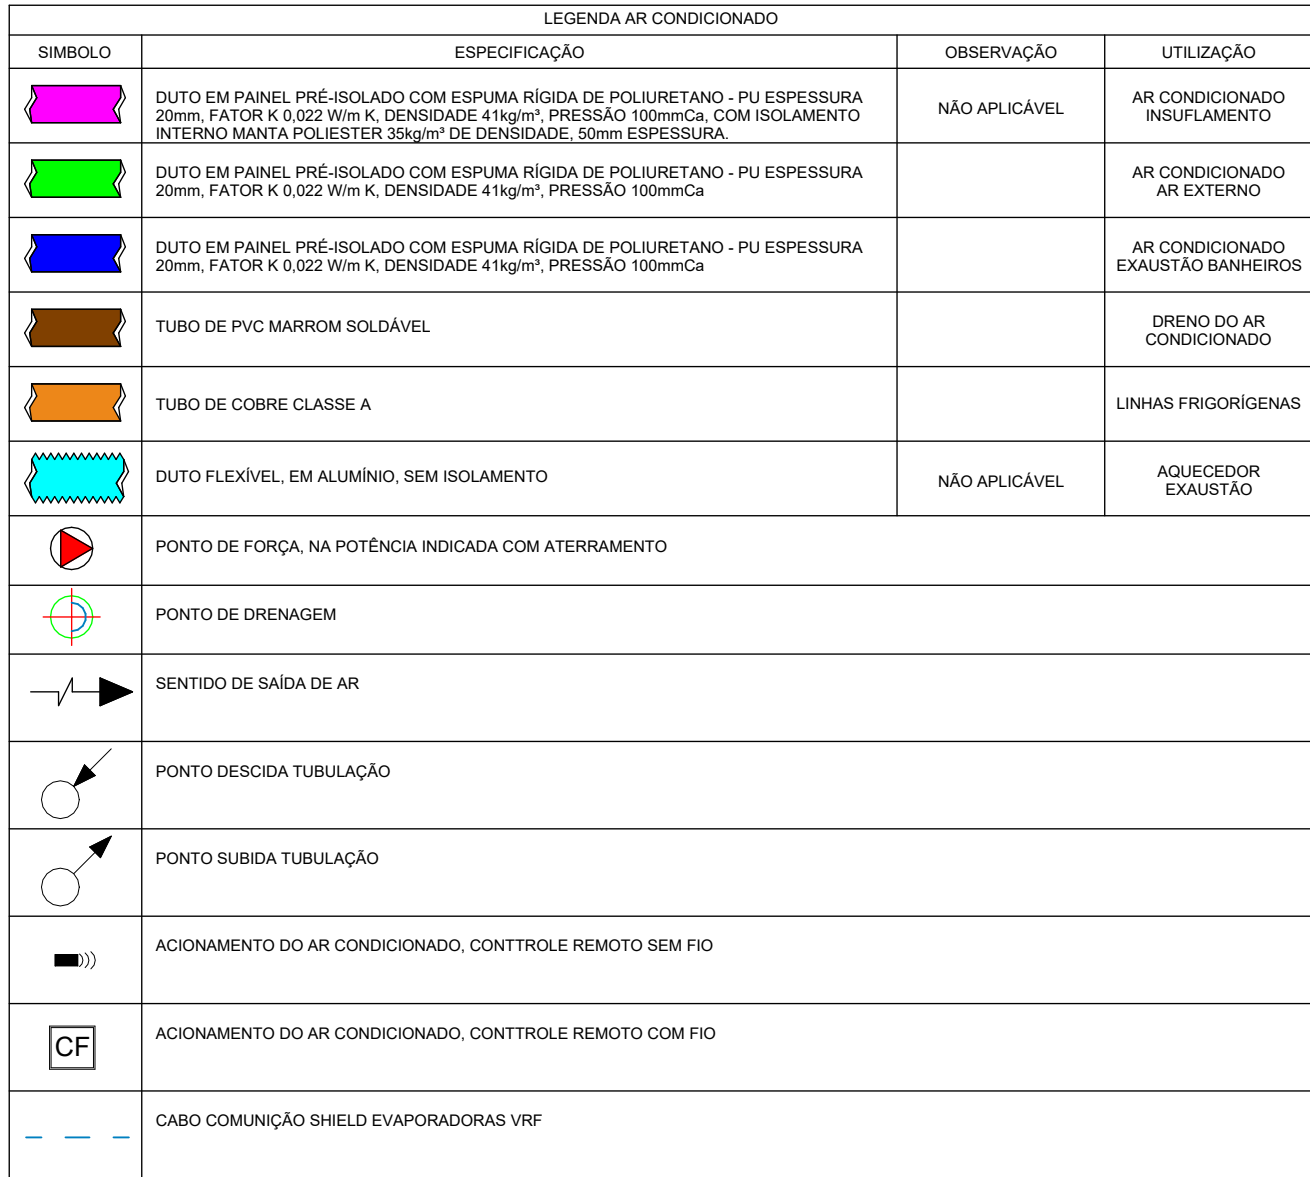 LEGENDA AR CONDICIONADO
SIMBOLO
ESPECIFICAÇÃO
OBSERVAÇÃO
UTILIZAÇÃO
DUTO EM PAINEL PRÉ-ISOLADO COM ESPUMA RÍGIDA DE POLIURETANO - PU ESPESSURA
20mm, FATOR K 0,022 W/m K, DENSIDADE 41kg/m³, PRESSÃO 100mmCa, COM ISOLAMENTO
INTERNO MANTA POLIESTER 35kg/m³ DE DENSIDADE, 50mm ESPESSURA.
NÃO APLICÁVEL
AR CONDICIONADO
INSUFLAMENTO
DUTO EM PAINEL PRÉ-ISOLADO COM ESPUMA RÍGIDA DE POLIURETANO - PU ESPESSURA
20mm, FATOR K 0,022 W/m K, DENSIDADE 41kg/m³, PRESSÃO 100mmCa
AR CONDICIONADO
AR EXTERNO
DUTO EM PAINEL PRÉ-ISOLADO COM ESPUMA RÍGIDA DE POLIURETANO - PU ESPESSURA
20mm, FATOR K 0,022 W/m K, DENSIDADE 41kg/m³, PRESSÃO 100mmCa
AR CONDICIONADO
EXAUSTÃO BANHEIROS
TUBO DE PVC MARROM SOLDÁVEL
DRENO DO AR
CONDICIONADO
TUBO DE COBRE CLASSE A
LINHAS FRIGORÍGENAS
DUTO FLEXÍVEL, EM ALUMÍNIO, SEM ISOLAMENTO
NÃO APLICÁVEL
AQUECEDOR
EXAUSTÃO
PONTO DE FORÇA, NA POTÊNCIA INDICADA COM ATERRAMENTO
PONTO DE DRENAGEM
SENTIDO DE SAÍDA DE AR
PONTO DESCIDA TUBULAÇÃO
PONTO SUBIDA TUBULAÇÃO
ACIONAMENTO DO AR CONDICIONADO, CONTTROLE REMOTO SEM FIO
CF
ACIONAMENTO DO AR CONDICIONADO, CONTTROLE REMOTO COM FIO
CABO COMUNIÇÃO SHIELD EVAPORADORAS VRF